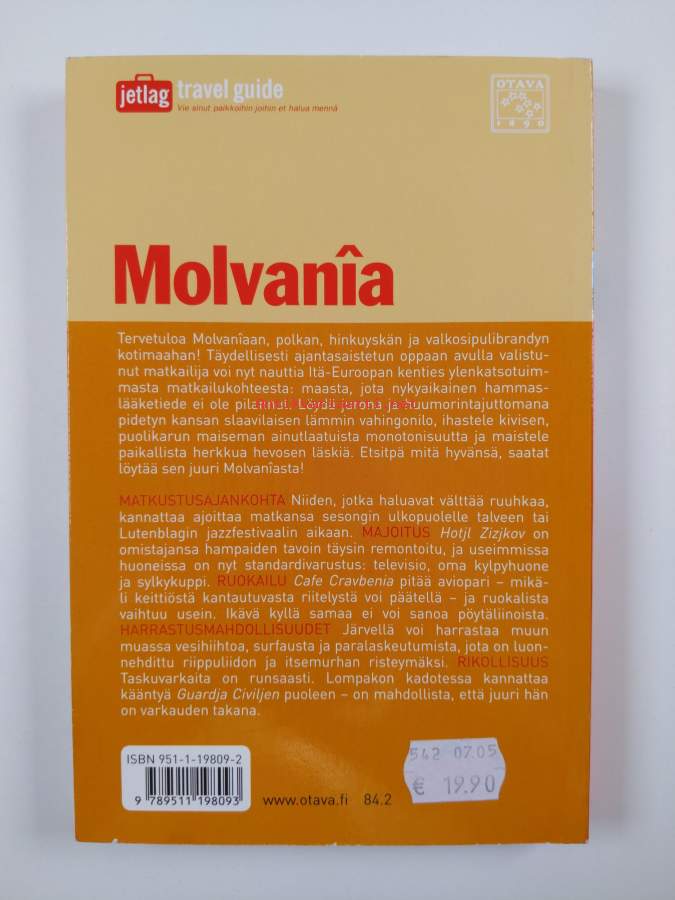 jetlag travel guide
Vie sinut paikkoihin joihin et halua mennä
OTAVA
1890
Molvanîa
Tervetuloa Molvanîaan, polkan, hinkuyskän ja valkosipulibrandyn
kotimaahan! Täydellisesti ajantasaistetun oppaan avulla valistu-
nut matkailija voi nyt nauttia Itä-Euroopan kenties ylenkatsotuim-
masta matkailukohteesta: maasta, jota nykyaikainen hammas-
lääketiede ei ole pilannut. Löydä jurona ja huumorintajuttomana
pidetyn kansan slaavilaisen lämmin vahingonilo, ihastele kivisen,
puolikarun maiseman ainutlaatuista monotonisuutta ja maistele
paikallista herkkua hevosen läskiä. Etsitpä mitä hyvänsä, saatat
löytää sen juuri Molvanîasta!
MATKUSTUSAJANKOHTA Niiden, jotka haluavat välttää ruuhkaa,
kannattaa ajoittaa matkansa sesongin ulkopuolelle talveen tai
Lutenblagin jazzfestivaalin aikaan. MAJOITUS Hotjl Zizjkov on
omistajansa hampaiden tavoin täysin remontoitu, ja useimmissa
huoneissa on nyt standardivarustus: televisio, oma kylpyhuone
ja sylkykuppi. RUOKAILU Cafe Cravbenia pitää aviopari – mikä-
li keittiöstä kantautuvasta riitelystä voi päätellä – ja ruokalista
vaihtuu usein. Ikävä kyllä samaa ei voi sanoa pöytäliinoista.
HARRASTUSMAHDOLLISUUDET Järvellä voi harrastaa muun
muassa vesihiihtoa, surfausta ja paralaskeutumista, jota on luon-
nehdittu riippuliidon ja itsemurhan risteymäksi. RIKOLLISUUS
Taskuvarkaita on runsaasti. Lompakon kadotessa kannattaa
kääntyä Guardja Civiljen puoleen – on mahdollista, että juuri hän
on varkauden takana.
ISBN 951-1-19809-2
9 789511 198093
www.otava.fi 84.2
542 07.05
€ 19.90